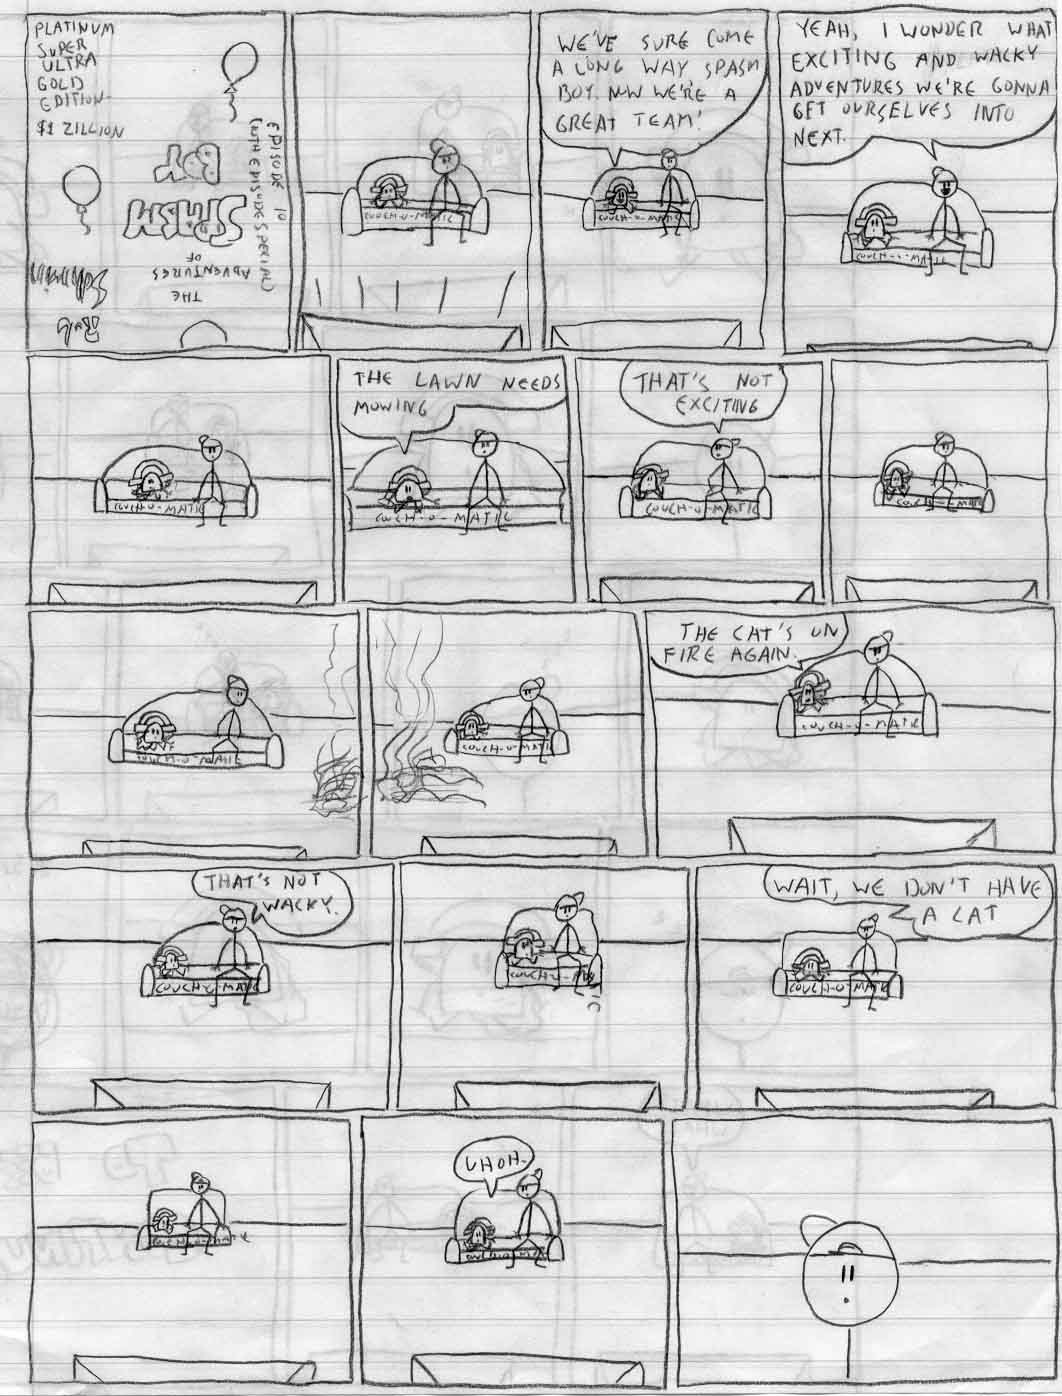 PLATINUM
SUPER
ULTRA
GOLD
EDITION
$1 ZILLION
EPISODE 10
(10TH EPISODE SPECIAL)
THE
ADVENTURES
OF
SPASM
BOY
COUCH-O-MATIC
WE'VE SURE COME
A LONG WAY SPASM
BOY. NOW WE'RE A
GREAT TEAM!
COUCH-O-MATIC
YEAH, I WONDER WHAT
EXCITING AND WACKY
ADVENTURES WE'RE GONNA
GET OURSELVES INTO
NEXT.
COUCH-O-MATIC
COUCH-O-MATIC
THE LAWN NEEDS
MOWING
COUCH-O-MATIC
THAT'S NOT
EXCITING
COUCH-O-MATIC
COUCH-O-MATIC
COUCH-O-MATIC
COUCH-O-MATIC
THE CAT'S ON
FIRE AGAIN.
COUCH-O-MATIC
THAT'S NOT
WACKY.
COUCH-O-MATIC
COUCH-O-MATIC
WAIT, WE DON'T HAVE
A CAT
COUCH-O-MATIC
COUCH-O-MATIC
UHOH.
COUCH-O-MATIC